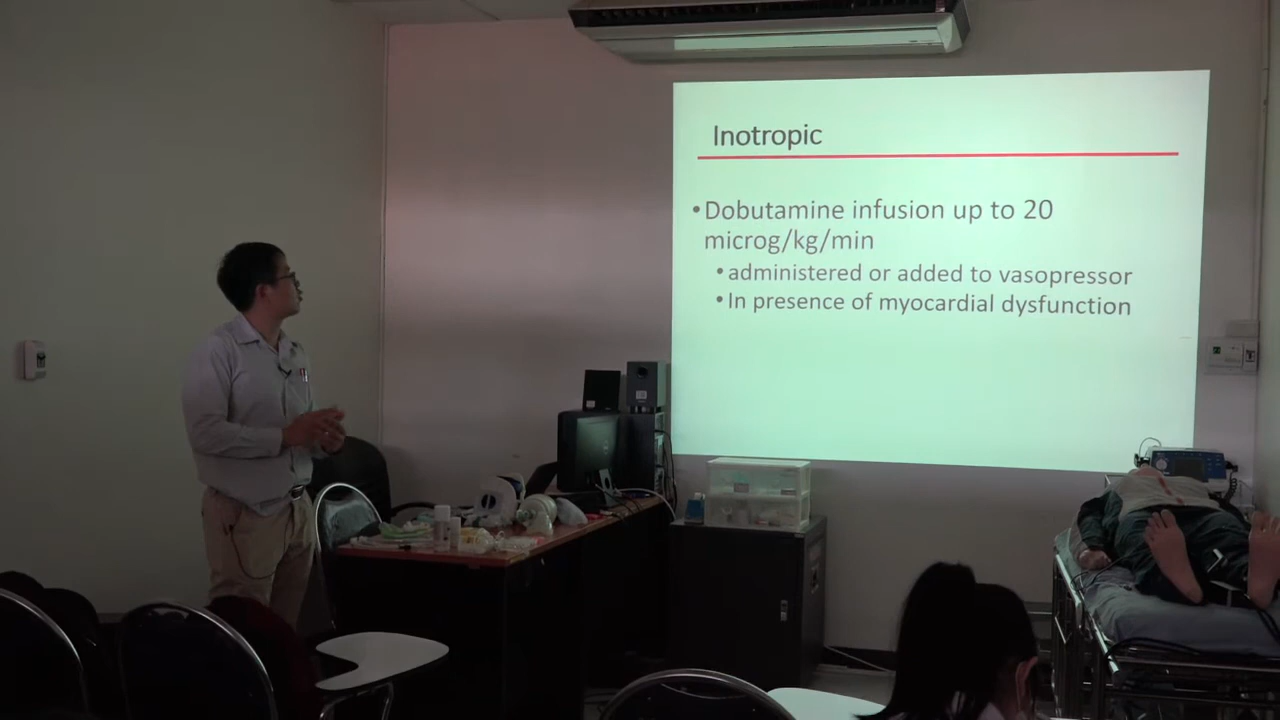 Inotropic
•Dobutamine infusion up to 20
microg/kg/min
•administered or added to vasopressor
•In presence of myocardial dysfunction